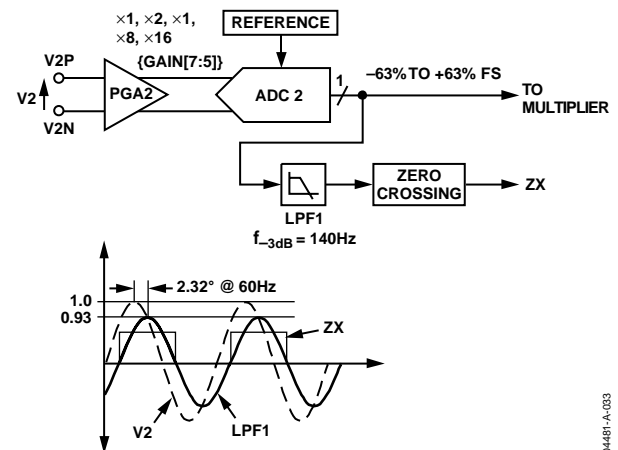 ×1, ×2, ×1,
×8, ×16
{GAIN[7:5]}
REFERENCE
V2P
V2
V2N
PGA2
ADC 2
1
–63% TO +63% FS
TO
MULTIPLIER
LPF1
f–3dB = 140Hz
ZERO
CROSSING
ZX
2.32° @ 60Hz
1.0
0.93
ZX
V2
LPF1
04481-A-033